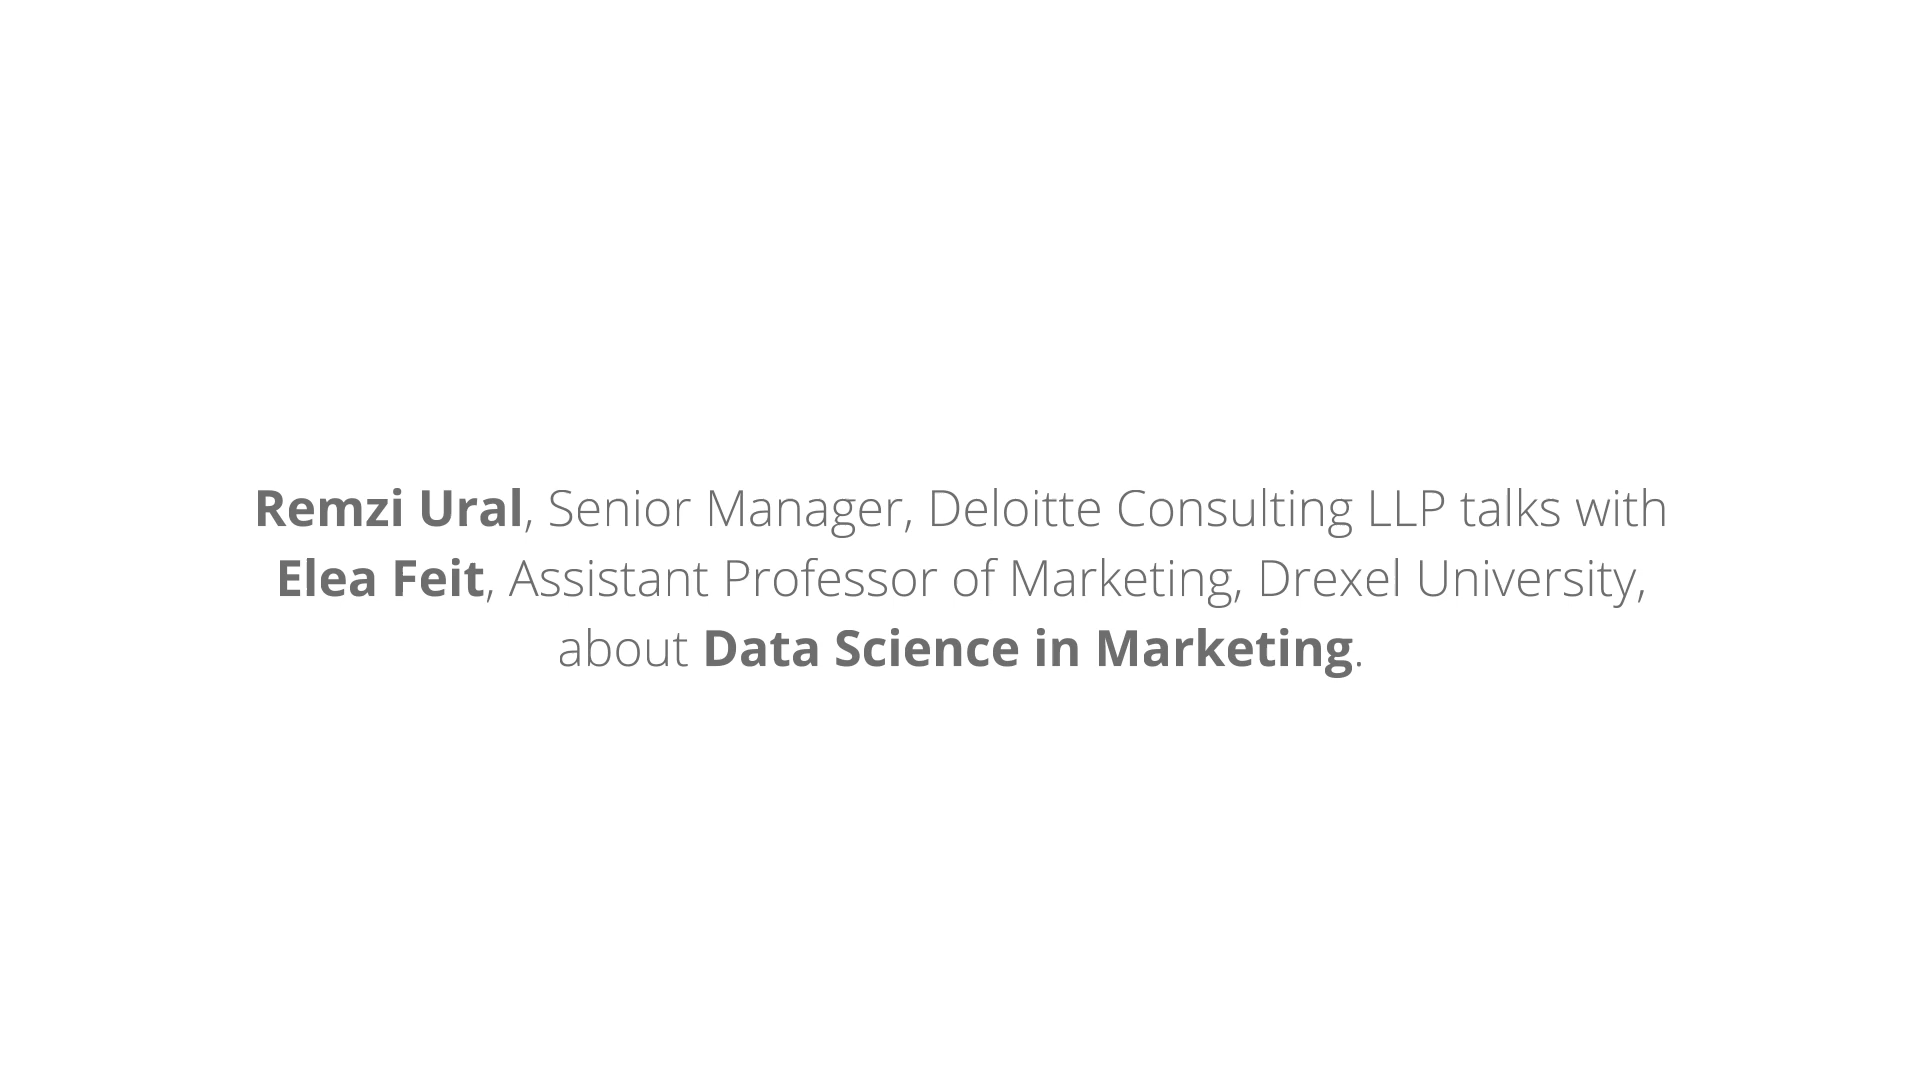 Remzi Ural, Senior Manager, Deloitte Consulting LLP talks with
Elea Feit, Assistant Professor of Marketing, Drexel University,
about Data Science in Marketing.